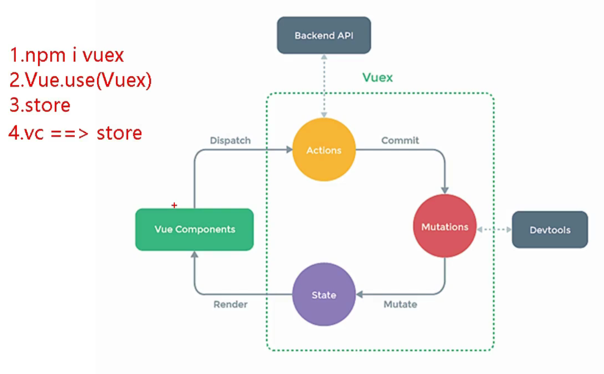 1.npm i vuex
2.Vue.use(Vuex)
3.store
4.vc ==> store
Backend API
Vuex
Dispatch
Actions
Commit
Vue Components
Mutations
Devtools
State
Render
Mutate